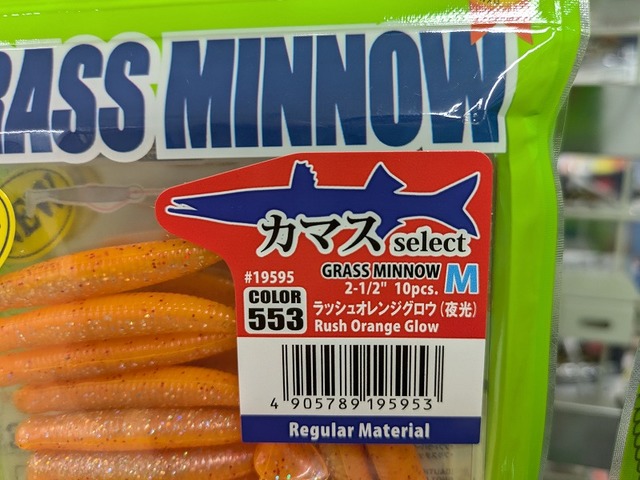 RASS MINNOW
カマス select
GRASS MINNOW M
#19595
2-1/2" 10pcs.
COLOR
553
ラッシュオレンジグロウ(夜光)
Rush Orange Glow
4 905789 195953
Regular Material